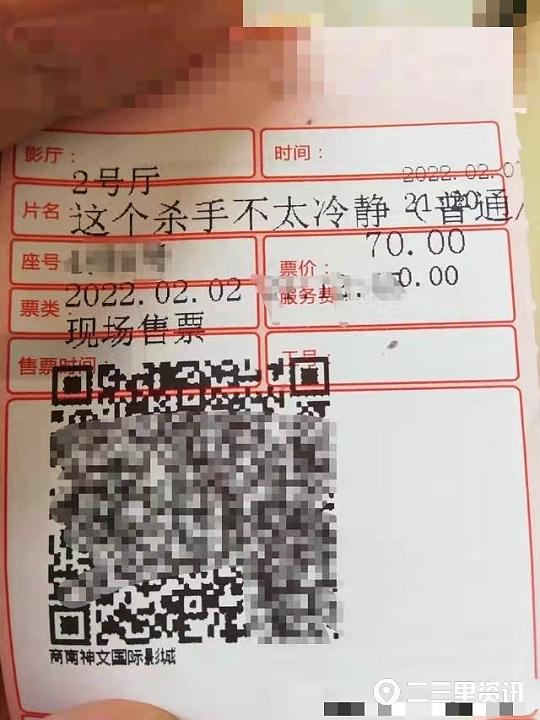 影厅：
时间：
2号厅
2022.02.0
片名：
这个杀手不太冷静（普通
21:20
座号
70.00
票价：
0.00
2022.02.02
服务费
票类：
现场售票
售票时间：
工号：
商南神文国际影城
二三里资讯